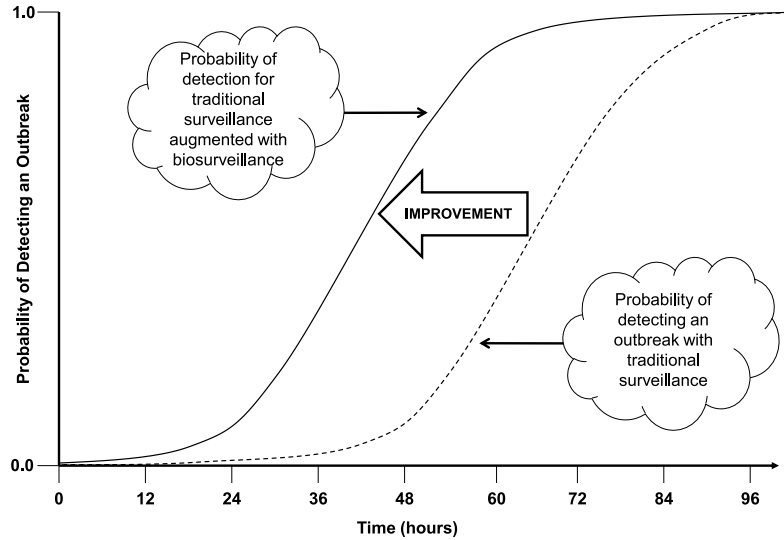 1.0
Probability of
detection for
traditional
surveillance
augmented with
biosurveillance
Probability of Detecting an Outbreak
IMPROVEMENT
Probability of
detecting an
outbreak with
traditional
surveillance
0.0
0 12 24 36 48 60 72 84 96
Time (hours)